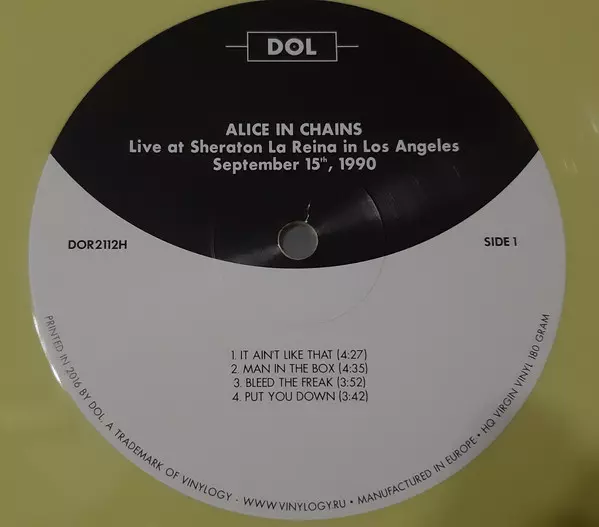 DOL
ALICE IN CHAINS
Live at Sheraton La Reina in Los Angeles
September 15th, 1990
DOR2112H
SIDE 1
1. IT AIN'T LIKE THAT (4:27)
2. MAN IN THE BOX (4:35)
3. BLEED THE FREAK (3:52)
4. PUT YOU DOWN (3:42)
PRINTED IN 2016 BY DOL, A TRADEMARK OF VINYLOGY · WWW.VINYLOGY.RU • MANUFACTURED IN EUROPE • HQ VIRGIN VINYL 180 GRAM